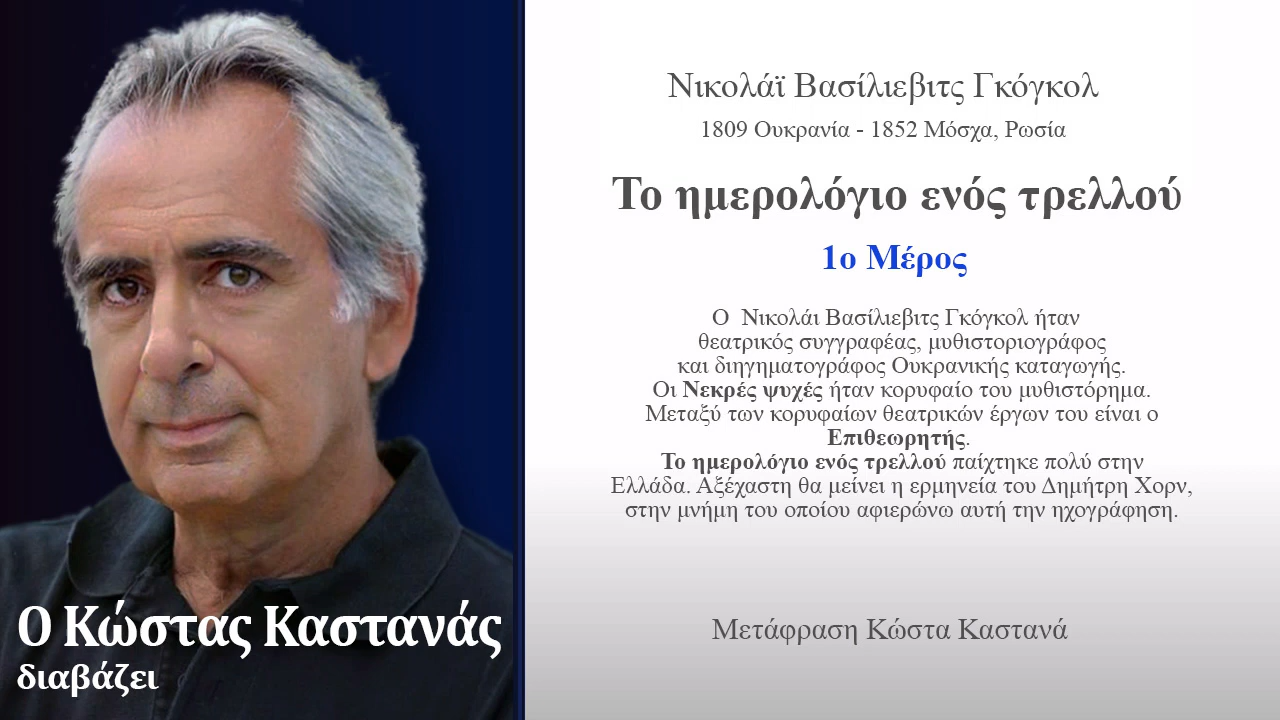 Ο Κώστας Καστανάς
διαβάζει
Νικολάϊ Βασίλιεβιτς Γκόγκολ
1809 Ουκρανία - 1852 Μόσχα, Ρωσία
Το ημερολόγιο ενός τρελλού
1ο Μέρος
Ο  Νικολάι Βασίλιεβιτς Γκόγκολ ήταν
θεατρικός συγγραφέας, μυθιστοριογράφος
και διηγηματογράφος Ουκρανικής καταγωγής.
Οι Νεκρές ψυχές ήταν κορυφαίο του μυθιστόρημα.
Μεταξύ των κορυφαίων θεατρικών έργων του είναι ο
Επιθεωρητής.
Το ημερολόγιο ενός τρελλού παίχτηκε πολύ στην
Ελλάδα. Αξέχαστη θα μείνει η ερμηνεία του Δημήτρη Χορν,
στην μνήμη του οποίου αφιερώνω αυτή την ηχογράφηση.
Μετάφραση Κώστα Καστανά